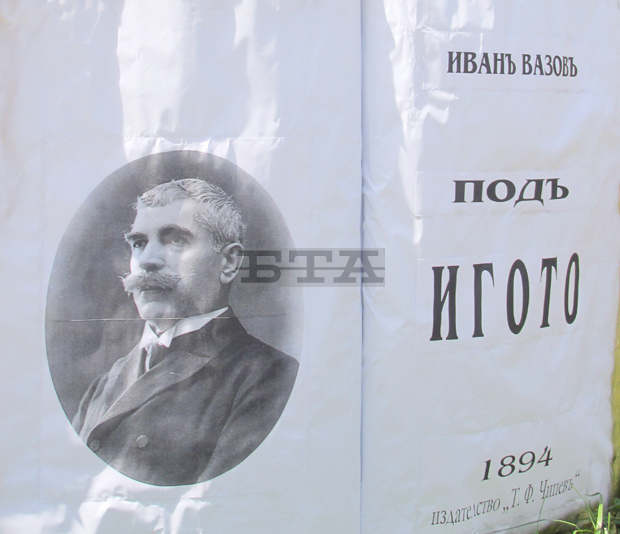 ИВАНЪ ВАЗОВЪ
ПОДЪ
ИГОТО
1894
издателство „Т. Ф. Чипевъ“
БТА